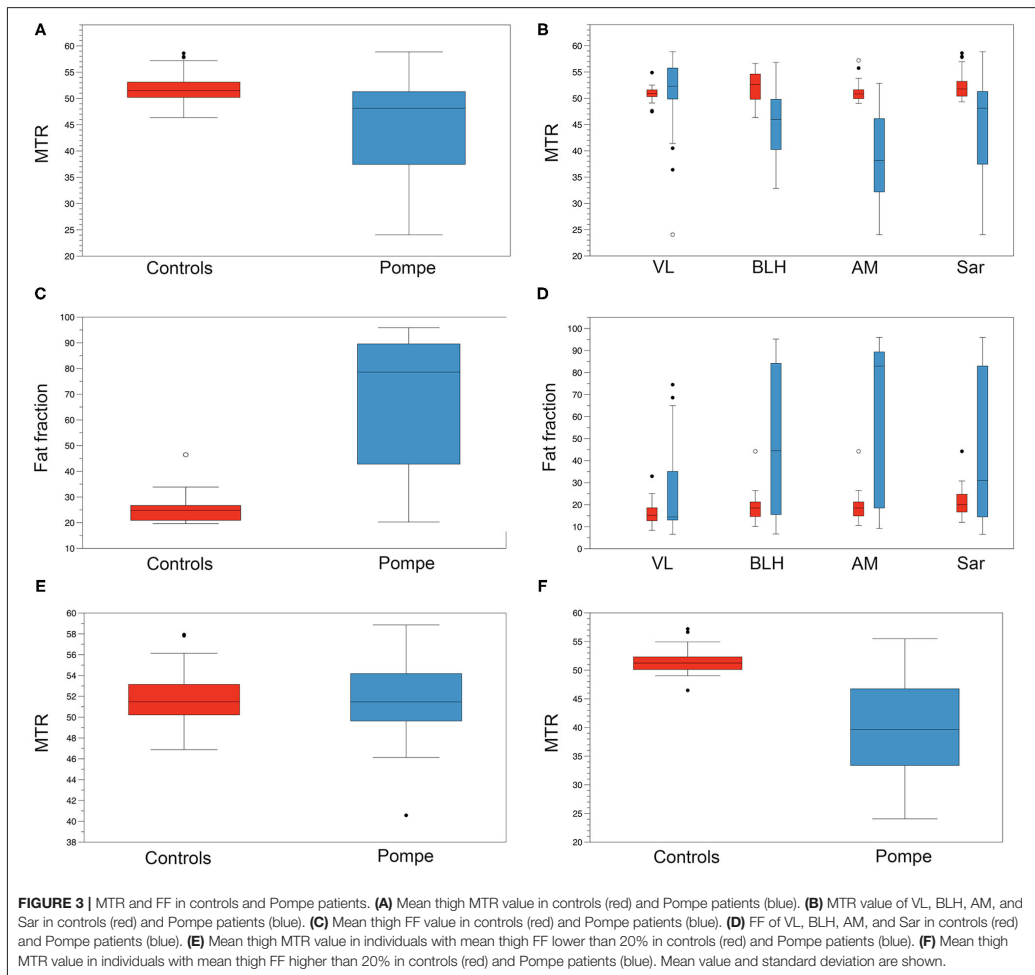 A
60
55
50
45
40
35
30
25
20
MTR
Controls Pompe
B
60
55
50
45
40
35
30
25
20
MTR
VL BLH AM Sar
C
100
90
80
70
60
50
40
30
20
10
Fat fraction
Controls Pompe
D
100
90
80
70
60
50
40
30
20
10
0
Fat fraction
VL BLH AM Sar
E
60
58
56
54
52
50
48
46
44
42
40
38
MTR
Controls Pompe
F
60
55
50
45
40
35
30
25
20
MTR
Controls Pompe
FIGURE 3 | MTR and FF in controls and Pompe patients. (A) Mean thigh MTR value in controls (red) and Pompe patients (blue). (B) MTR value of VL, BLH, AM, and
Sar in controls (red) and Pompe patients (blue). (C) Mean thigh FF value in controls (red) and Pompe patients (blue). (D) FF of VL, BLH, AM, and Sar in controls (red)
and Pompe patients (blue). (E) Mean thigh MTR value in individuals with mean thigh FF lower than 20% in controls (red) and Pompe patients (blue). (F) Mean thigh
MTR value in individuals with mean thigh FF higher than 20% in controls (red) and Pompe patients (blue). Mean value and standard deviation are shown.